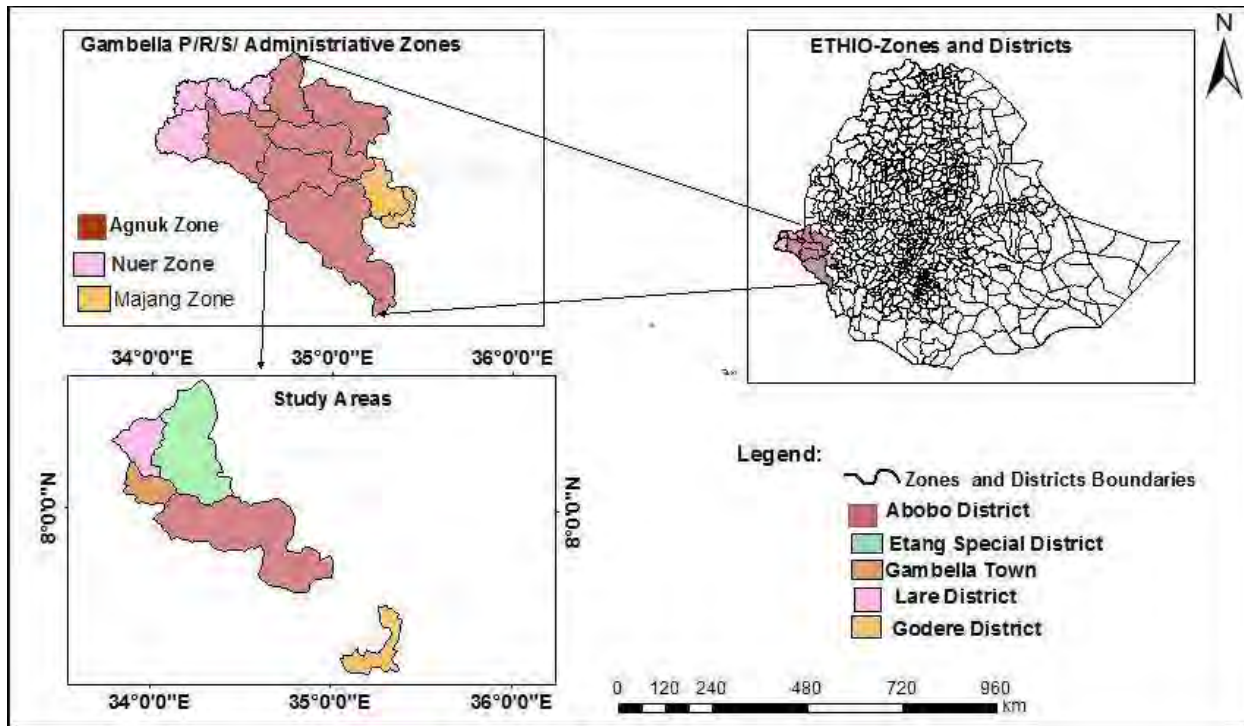 Gambella P/R/S/ Administriative Zones
Agnuk Zone
Nuer Zone
Majang Zone
ETHIO-Zones and Districts
N
34°0'0"E 35°0'0"E 36°0'0"E
Study Areas
8°0'0"N
8°0'0"N
34°0'0"E 35°0'0"E 36°0'0"E
Legend:
Zones and Districts Boundaries
Abobo District
Etang Special District
Gambella Town
Lare District
Godere District
0 120 240 480 720 960
km